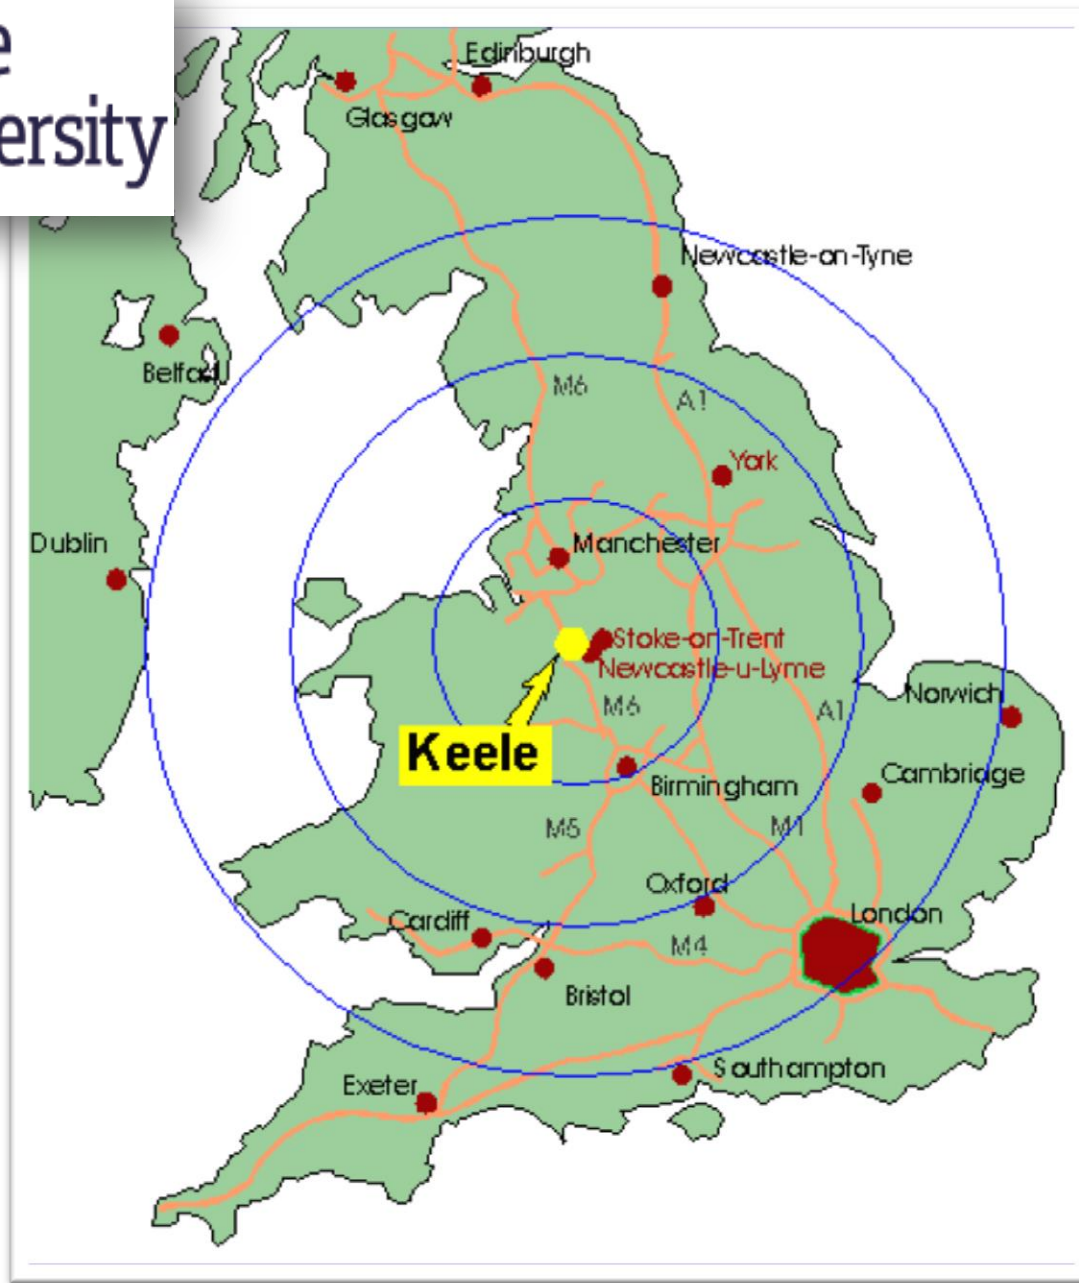 e
ersity
Edinburgh
Glasgow
Newcastle-on-Tyne
Belfast
M6
A1
York
Dublin
Manchester
Stoke-on-Trent
Newcastle-u-Lyme
M6
A1
Norwich
Keele
Birmingham
Cambridge
M5
M1
Oxford
London
Cardiff
M4
Bristol
Southampton
Exeter